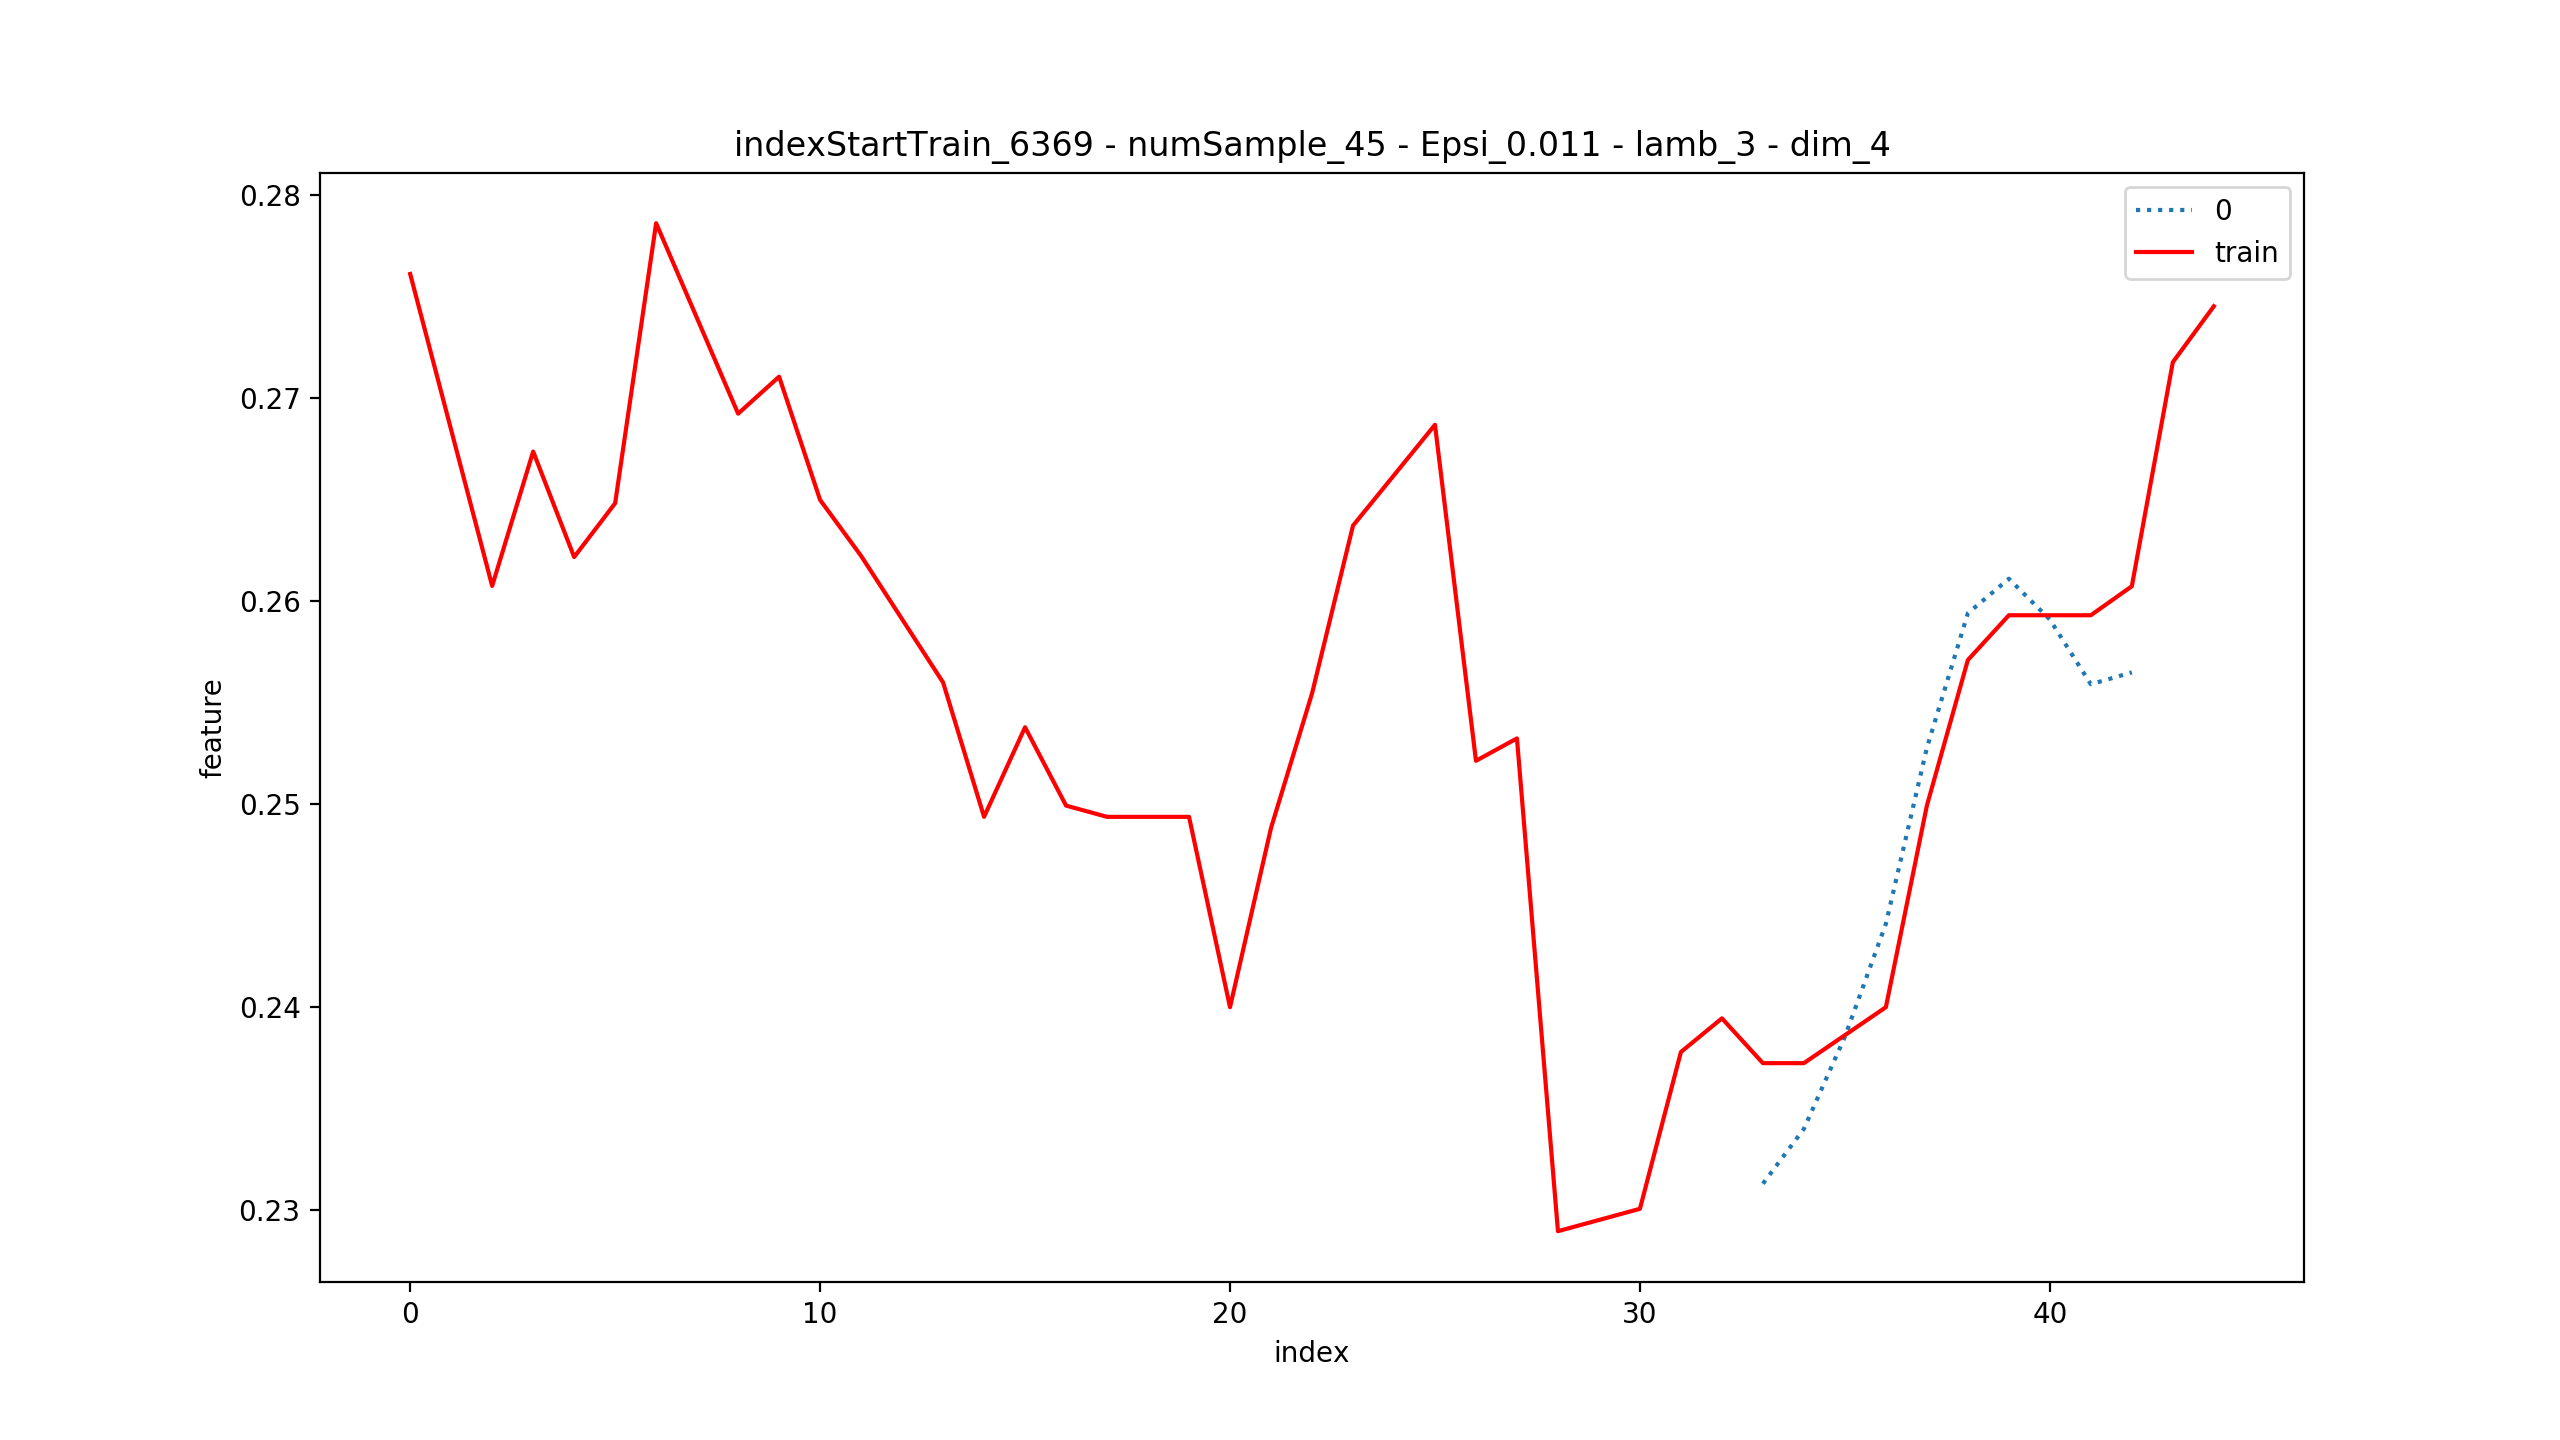 indexStartTrain_6369 - numSample_45 - Epsi_0.011 - lamb_3 - dim_4
0
train
0.28
0.27
0.26
0.25
0.24
0.23
feature
0 10 20 30 40
index